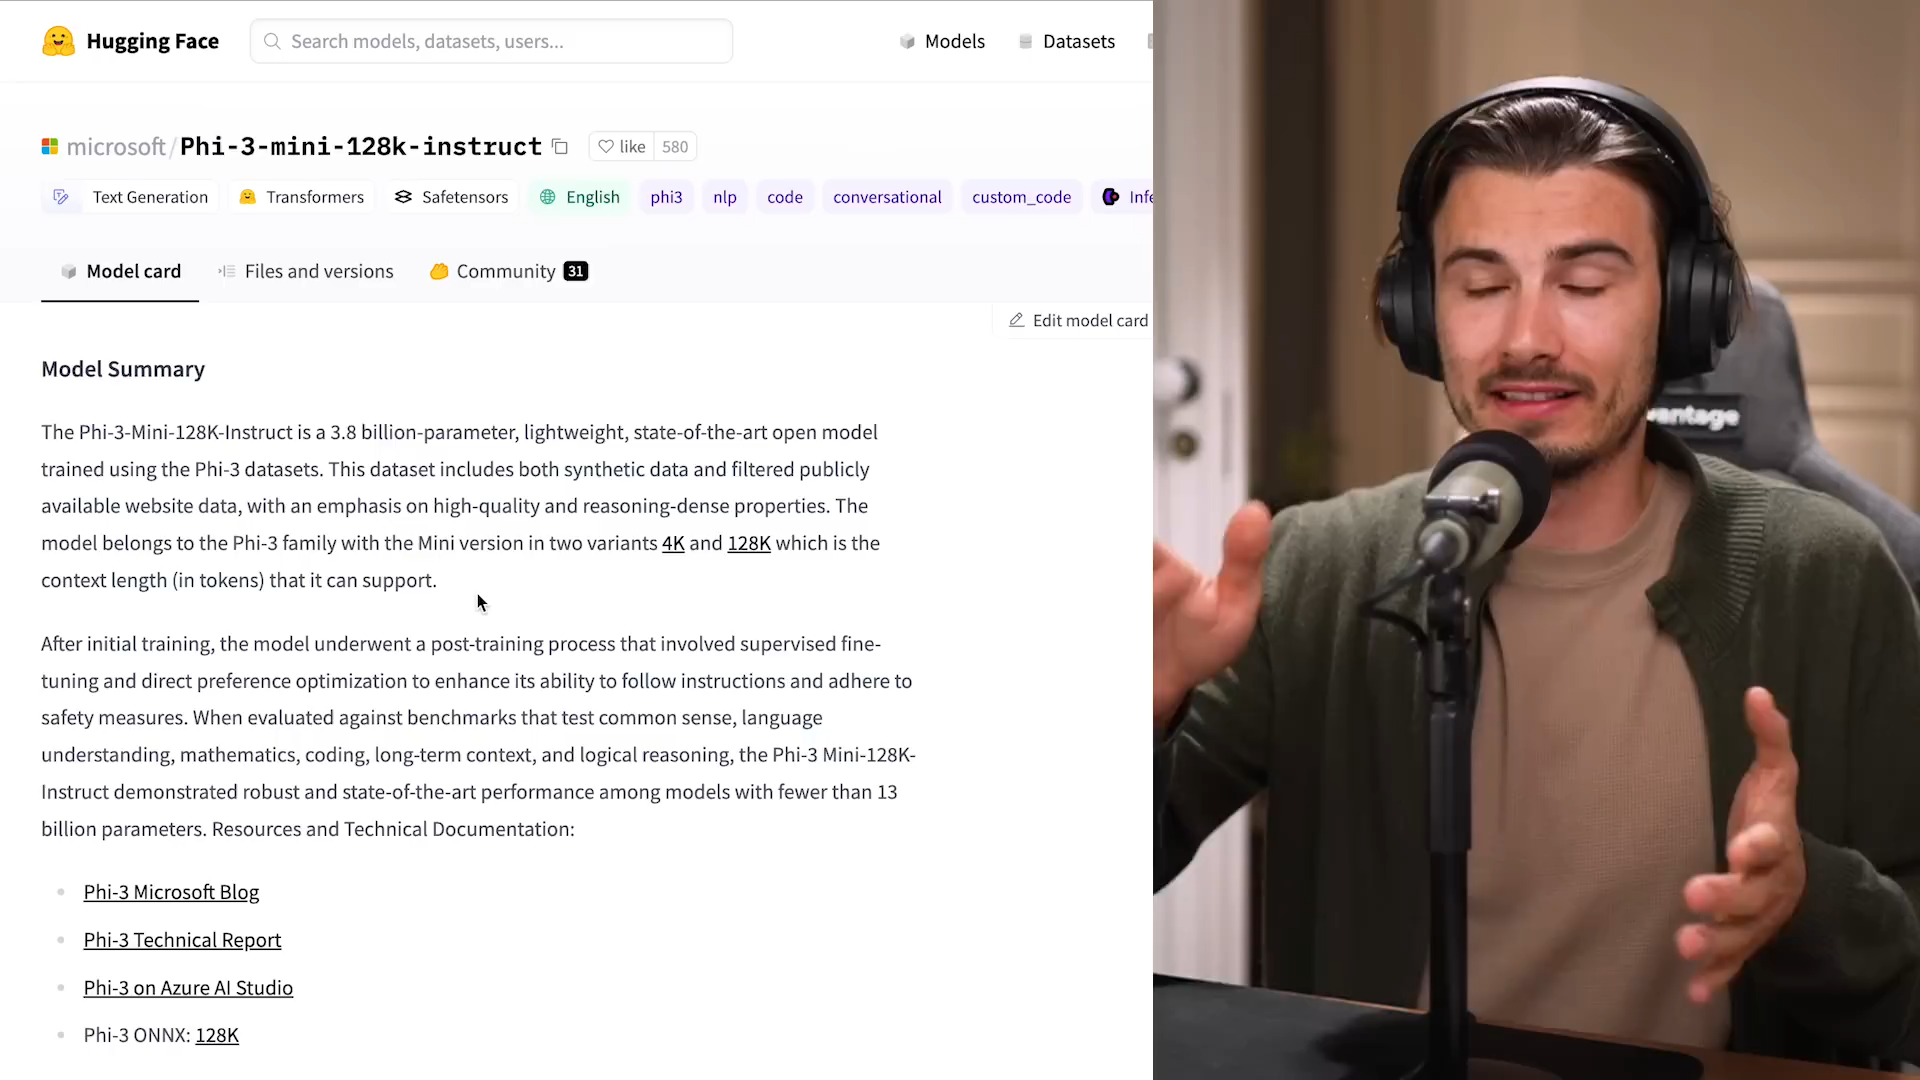 Hugging Face
Search models, datasets, users...
Models
Datasets
microsoft/Phi-3-mini-128k-instruct
like 580
Text Generation
Transformers
Safetensors
English
phi3
nlp
code
conversational
custom_code
Infe
Model card
Files and versions
Community 31
Edit model card
Model Summary
The Phi-3-Mini-128K-Instruct is a 3.8 billion-parameter, lightweight, state-of-the-art open model
trained using the Phi-3 datasets. This dataset includes both synthetic data and filtered publicly
available website data, with an emphasis on high-quality and reasoning-dense properties. The
model belongs to the Phi-3 family with the Mini version in two variants 4K and 128K which is the
context length (in tokens) that it can support.
After initial training, the model underwent a post-training process that involved supervised fine-
tuning and direct preference optimization to enhance its ability to follow instructions and adhere to
safety measures. When evaluated against benchmarks that test common sense, language
understanding, mathematics, coding, long-term context, and logical reasoning, the Phi-3 Mini-128K-
Instruct demonstrated robust and state-of-the-art performance among models with fewer than 13
billion parameters. Resources and Technical Documentation:
Phi-3 Microsoft Blog
Phi-3 Technical Report
Phi-3 on Azure AI Studio
Phi-3 ONNX: 128K
vantage